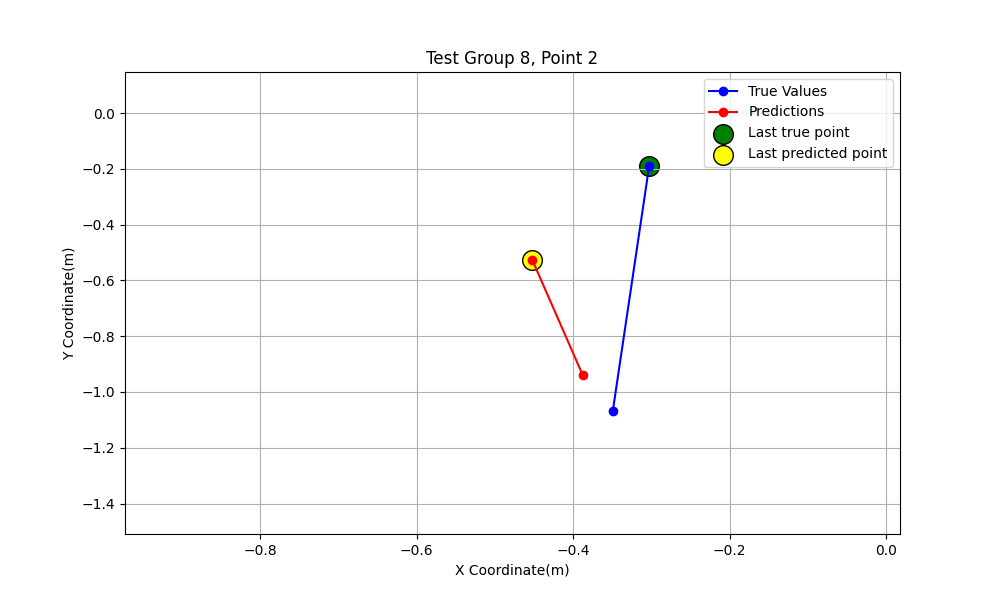 Test Group 8, Point 2
True Values
Predictions
Last true point
Last predicted point
0.0
−0.2
−0.4
−0.6
−0.8
−1.0
−1.2
−1.4
Y Coordinate(m)
−0.8
−0.6
−0.4
−0.2
0.0
X Coordinate(m)